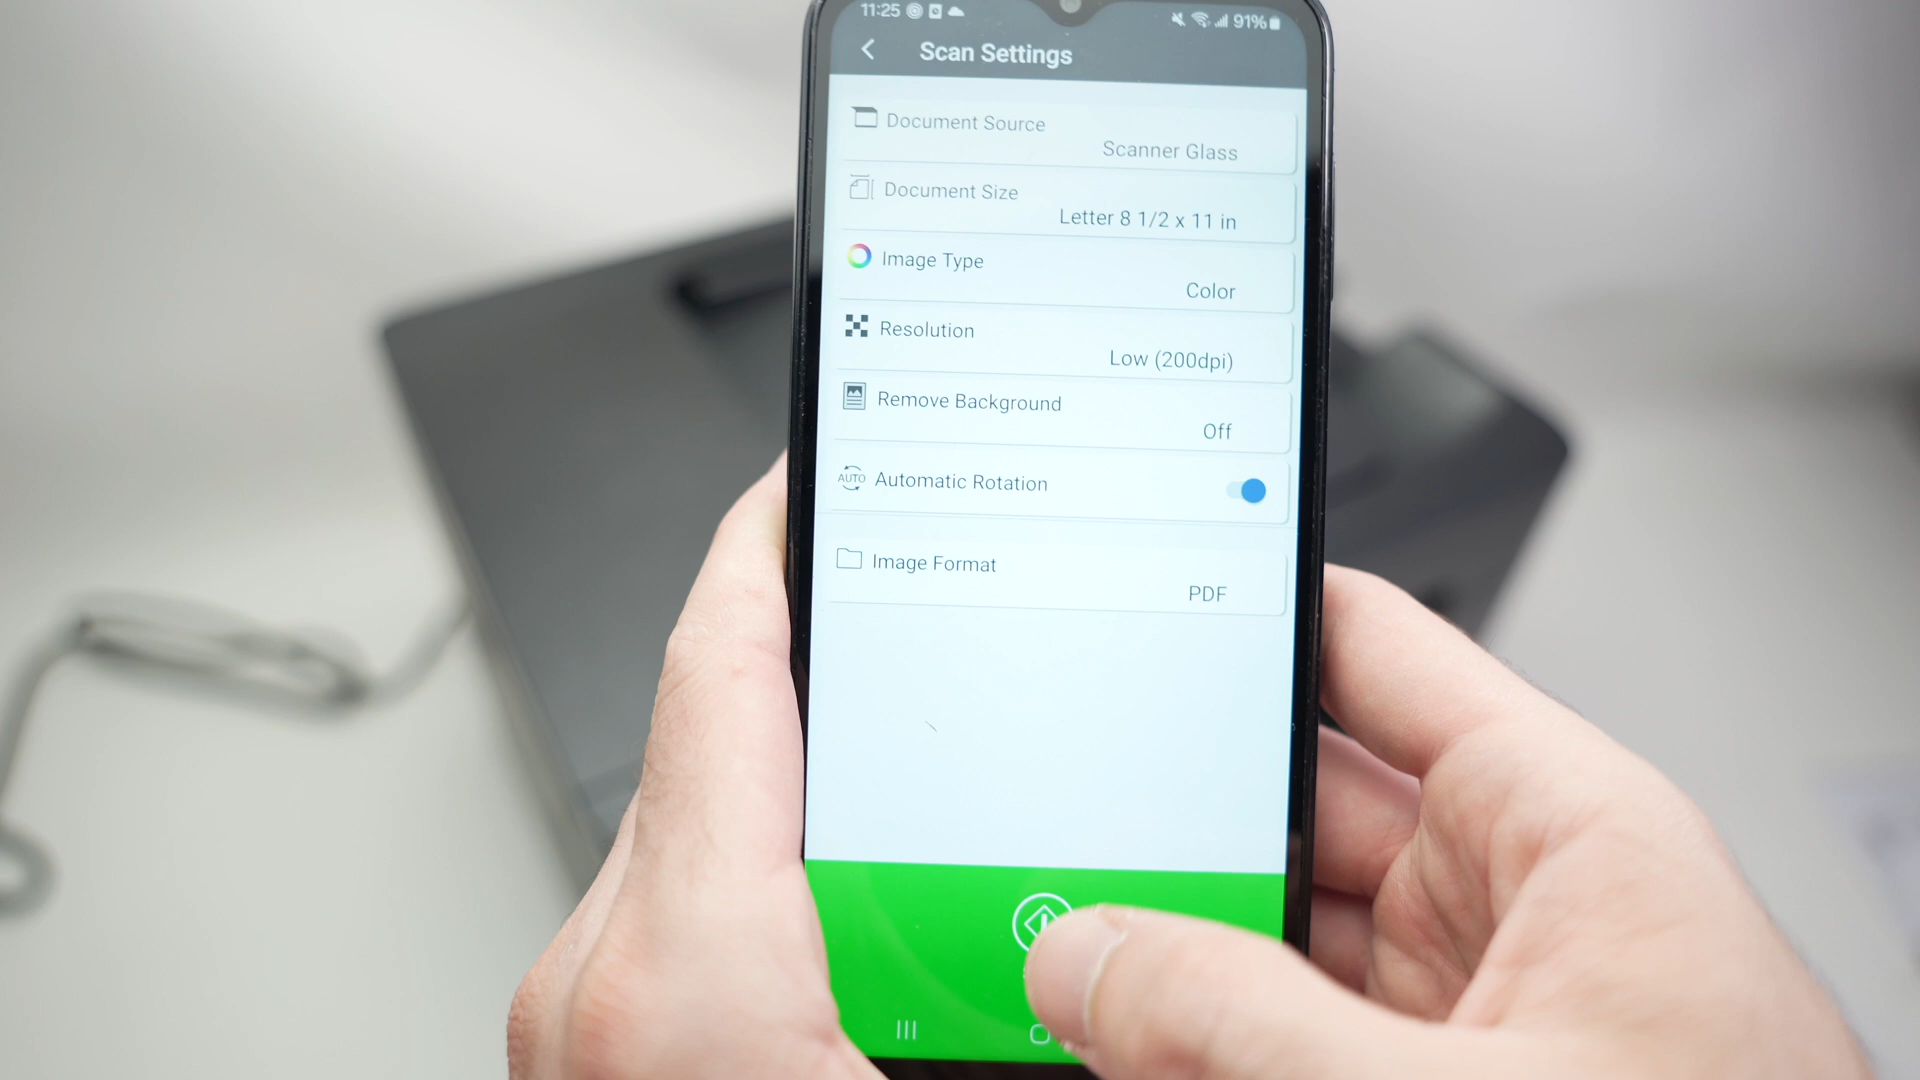 11:25 91%
Scan Settings
Document Source
Scanner Glass
Document Size
Letter 8 1/2 x 11 in
Image Type
Color
Resolution
Low (200dpi)
Remove Background
Off
AUTO Automatic Rotation
Image Format
PDF